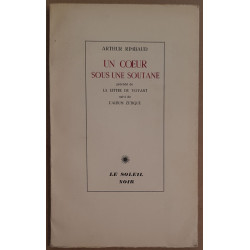 ARTHUR RIMBAUD
UN CŒUR
SOUS UNE SOUTANE
précédé de
LA LETTRE DU VOYANT
suivi de
L'ALBUM ZUTIQUE
LE SOLEIL
NOIR